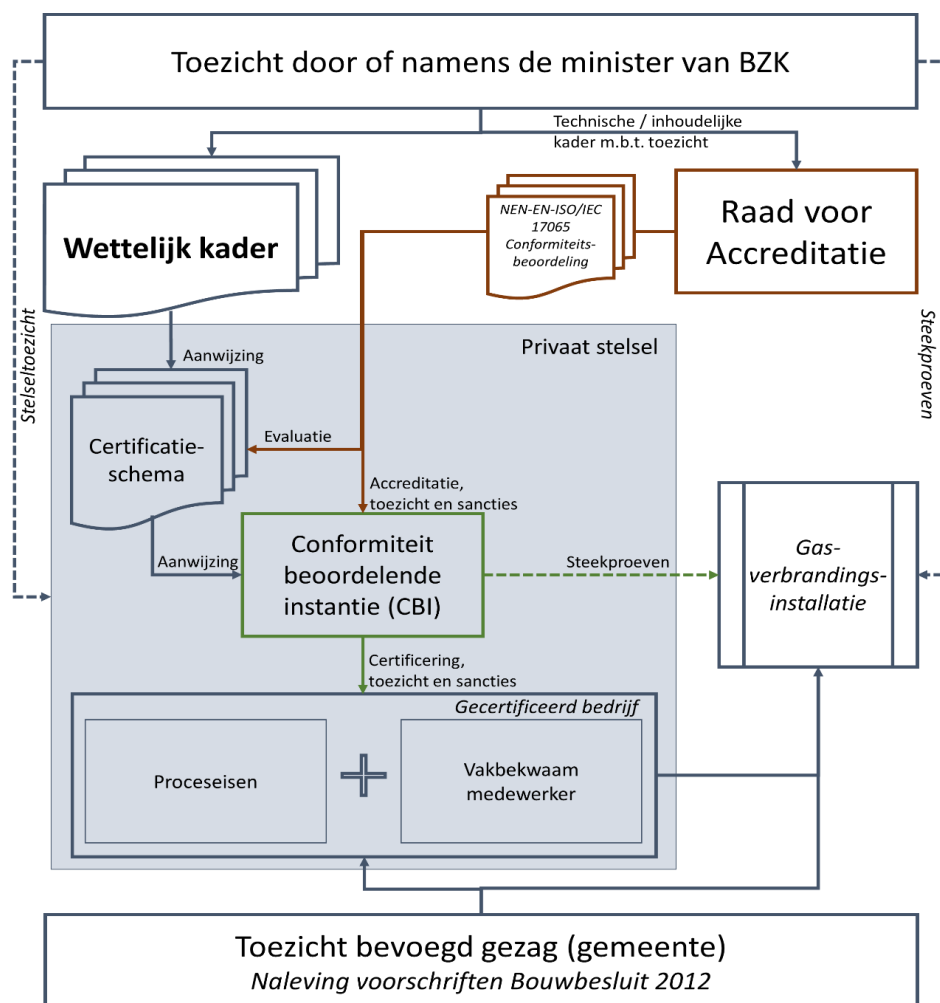 Toezicht door of namens de minister van BZK
Technische / inhoudelijke
kader m.b.t. toezicht
Wettelijk kader
NEN-EN-ISO/IEC
17065
Conformiteits-
beoordeling
Raad voor
Accreditatie
Stelseltoezicht
Steekproeven
Privaat stelsel
Aanwijzing
Certificatie-
schema
Evaluatie
Accreditatie,
toezicht en sancties
Aanwijzing
Conformiteit
beoordelende
instantie (CBI)
Steekproeven
Gas-
verbrandings-
installatie
Certificering,
toezicht en sancties
Gecertificeerd bedrijf
Proceseisen
Vakbekwaam
medewerker
Toezicht bevoegd gezag (gemeente)
Naleving voorschriften Bouwbesluit 2012